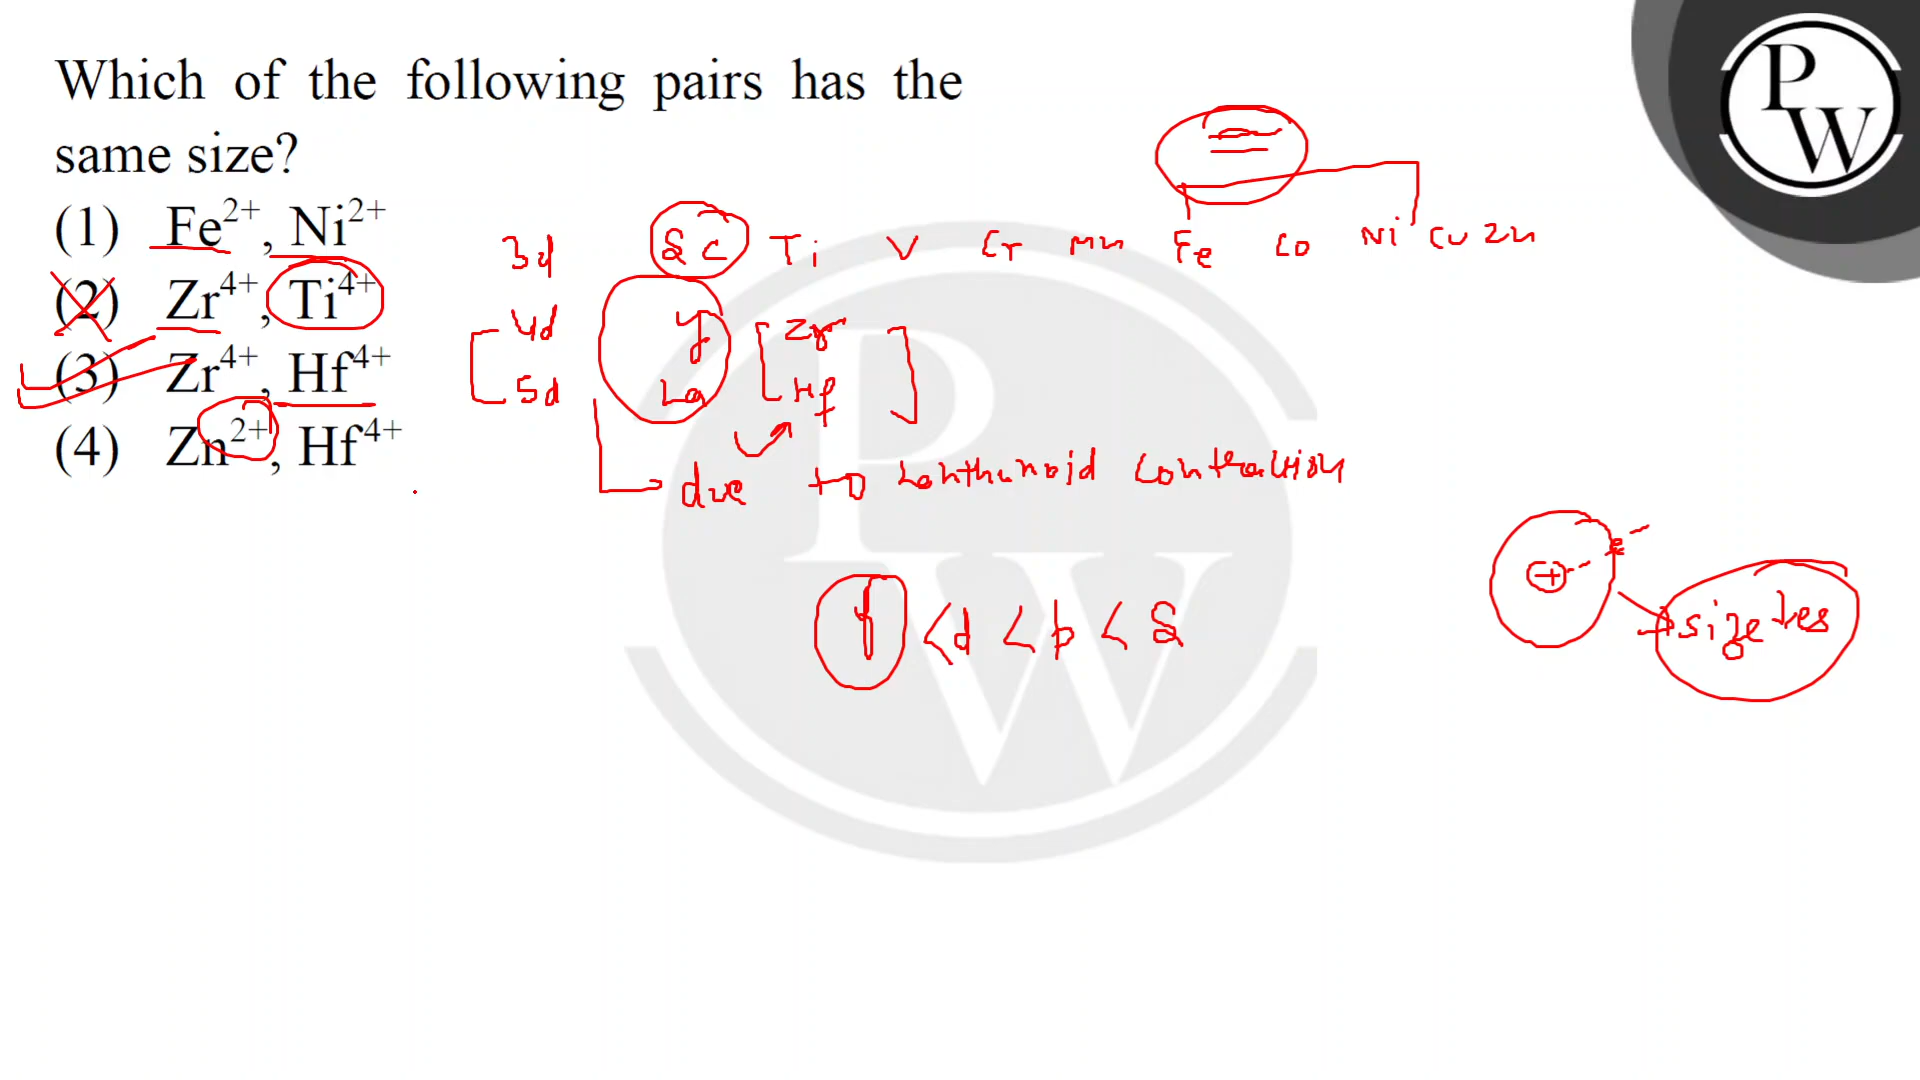 Which of the following pairs has the
same size?
(1) Fe²⁺, Ni²⁺
(2) Zr⁴⁺, Ti⁴⁺
(3) Zr⁴⁺, Hf⁴⁺
(4) Zn²⁺, Hf⁴⁺
3d Sc Ti V Cr Mn Fe Co Ni Cu Zn
4d Y Zr
5d La Hf
due to
f < d < p < S
+ e⁻
size
P W
P W